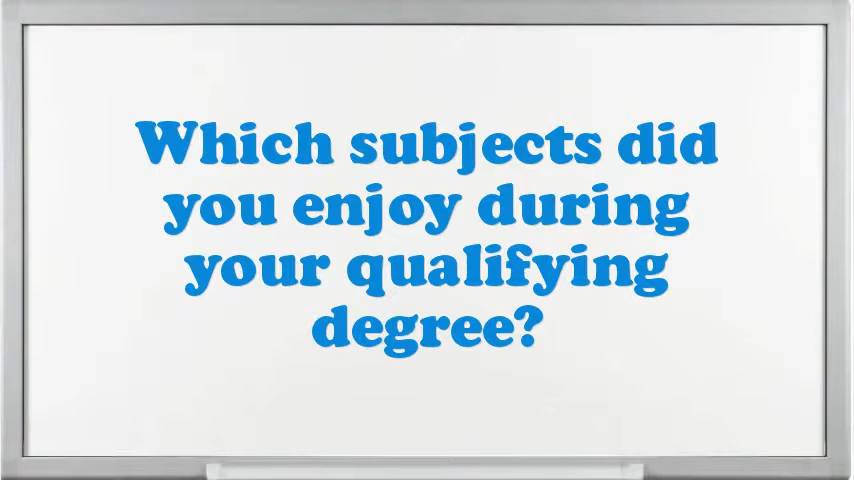 Which subjects did
you enjoy during
your qualifying
degree?